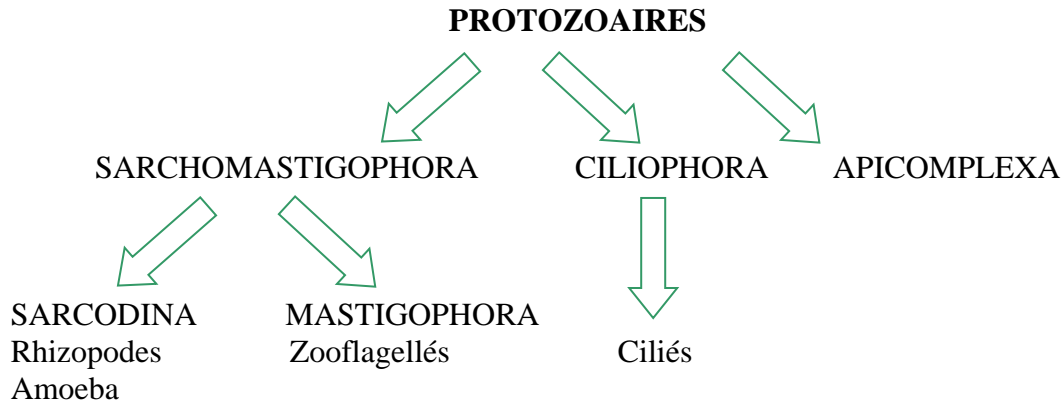 PROTOZOAIRES
SARCHOMASTIGOPHORA CILIOPHORA APICOMPLEXA
SARCODINA MASTIGOPHORA
Rhizopodes Zooflagellés Ciliés
Amoeba